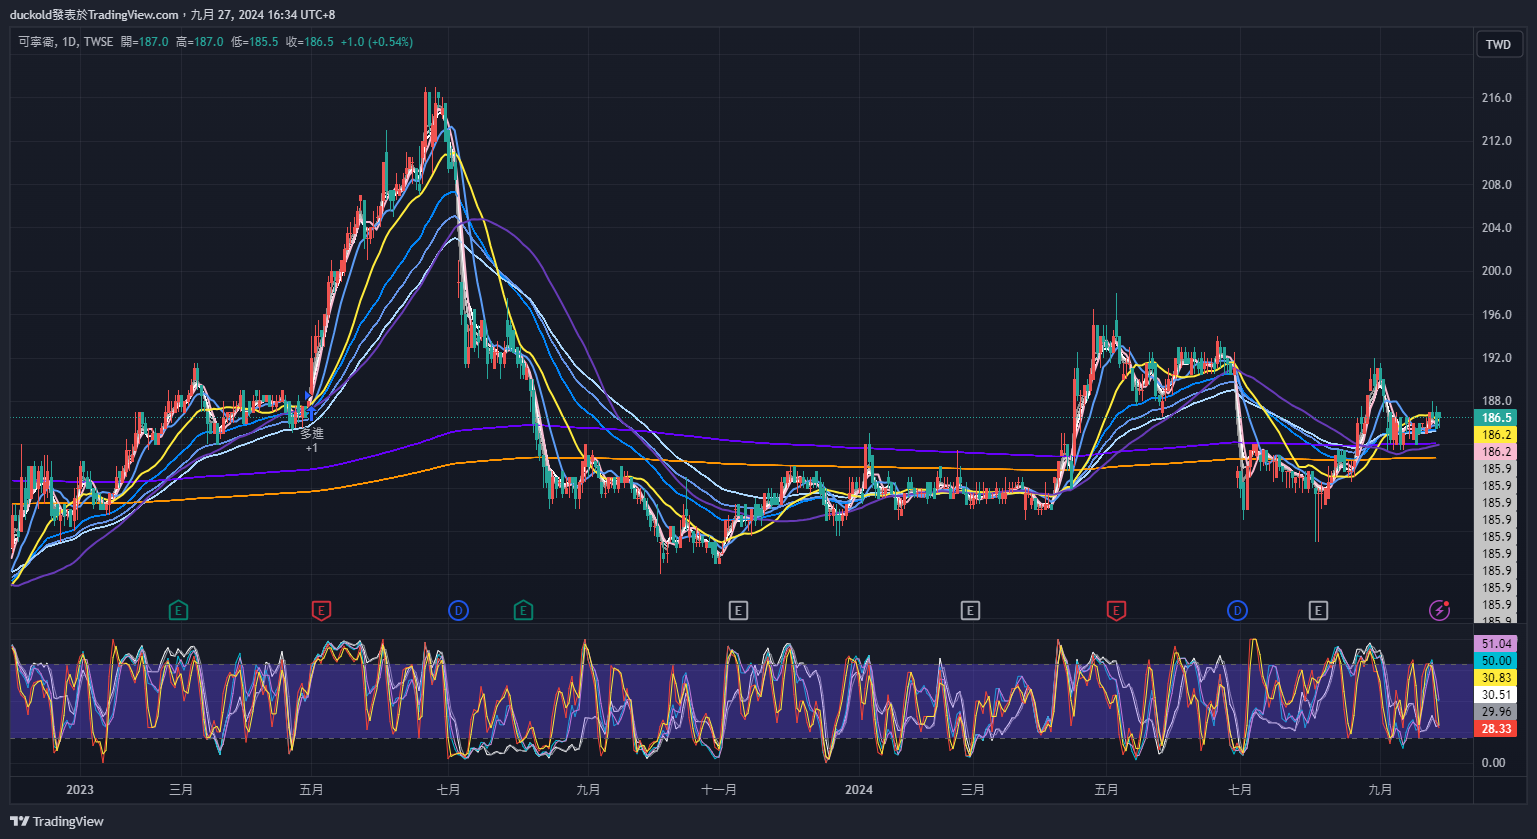 duckold發表於TradingView.com，九月 27, 2024 16:34 UTC+8
可寧衛, 1D, TWSE 開=187.0 高=187.0 低=185.5 收=186.5 +1.0 (+0.54%)
TWD
216.0
212.0
208.0
204.0
200.0
196.0
192.0
188.0
186.5
186.2
186.2
185.9
185.9
185.9
185.9
185.9
185.9
185.9
185.9
185.9
185.9
多進
+1
E
E
D
E
E
E
E
D
E
51.04
50.00
30.83
30.51
29.96
28.33
0.00
2023 三月 五月 七月 九月 十一月 2024 三月 五月 七月 九月
TradingView